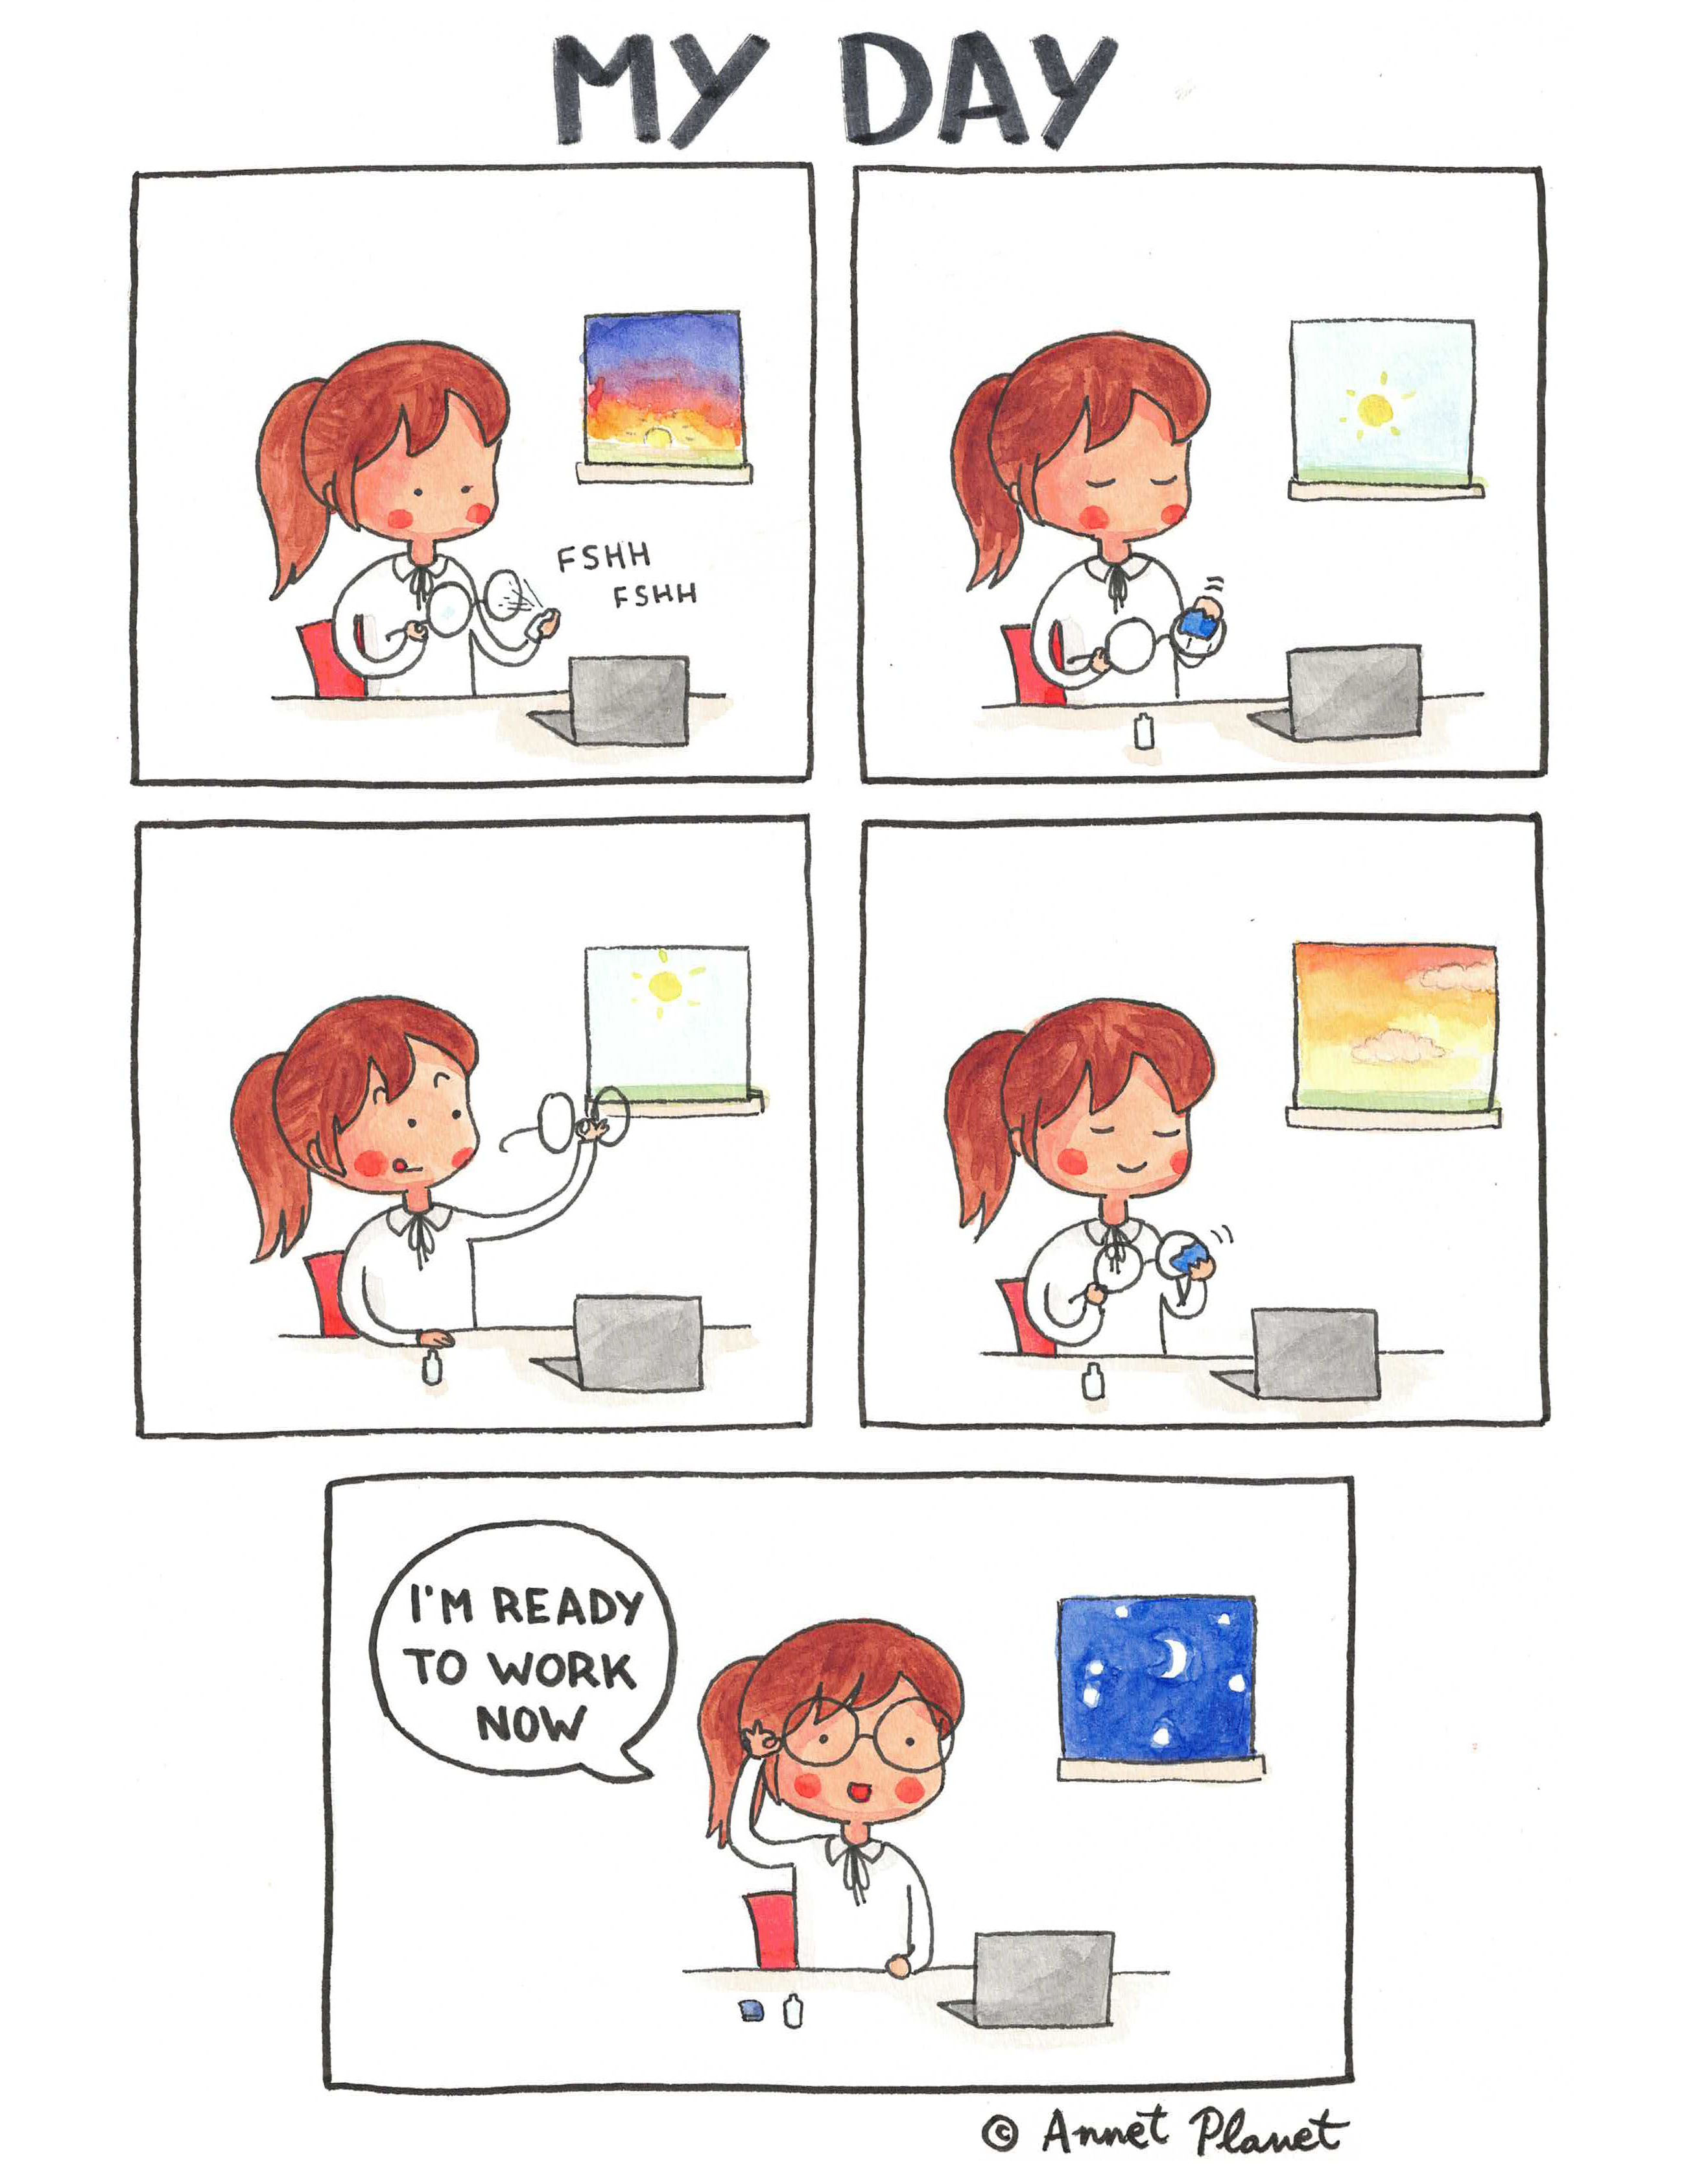 MY DAY
FSHH
FSHH
I'M READY
TO WORK
NOW
© Annet Planet